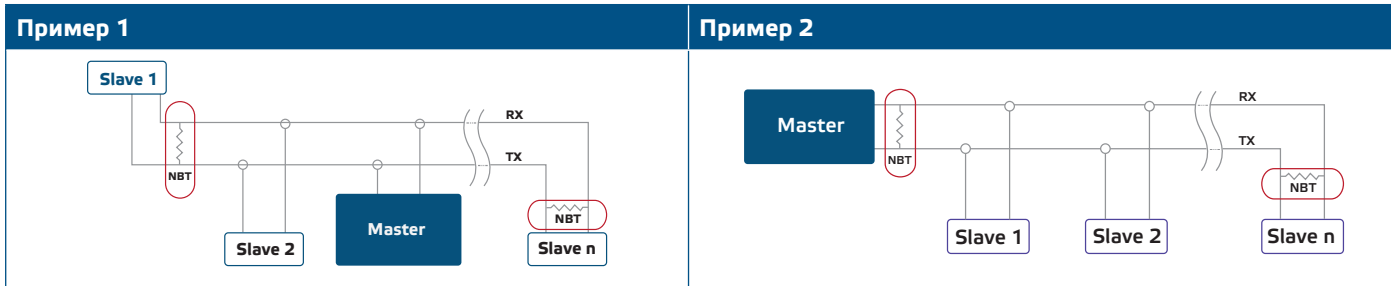 Пример 1
Slave 1
RX
TX
NBT
NBT
Master
Slave 2
Slave n
Пример 2
Master
RX
TX
NBT
NBT
Slave 1
Slave 2
Slave n